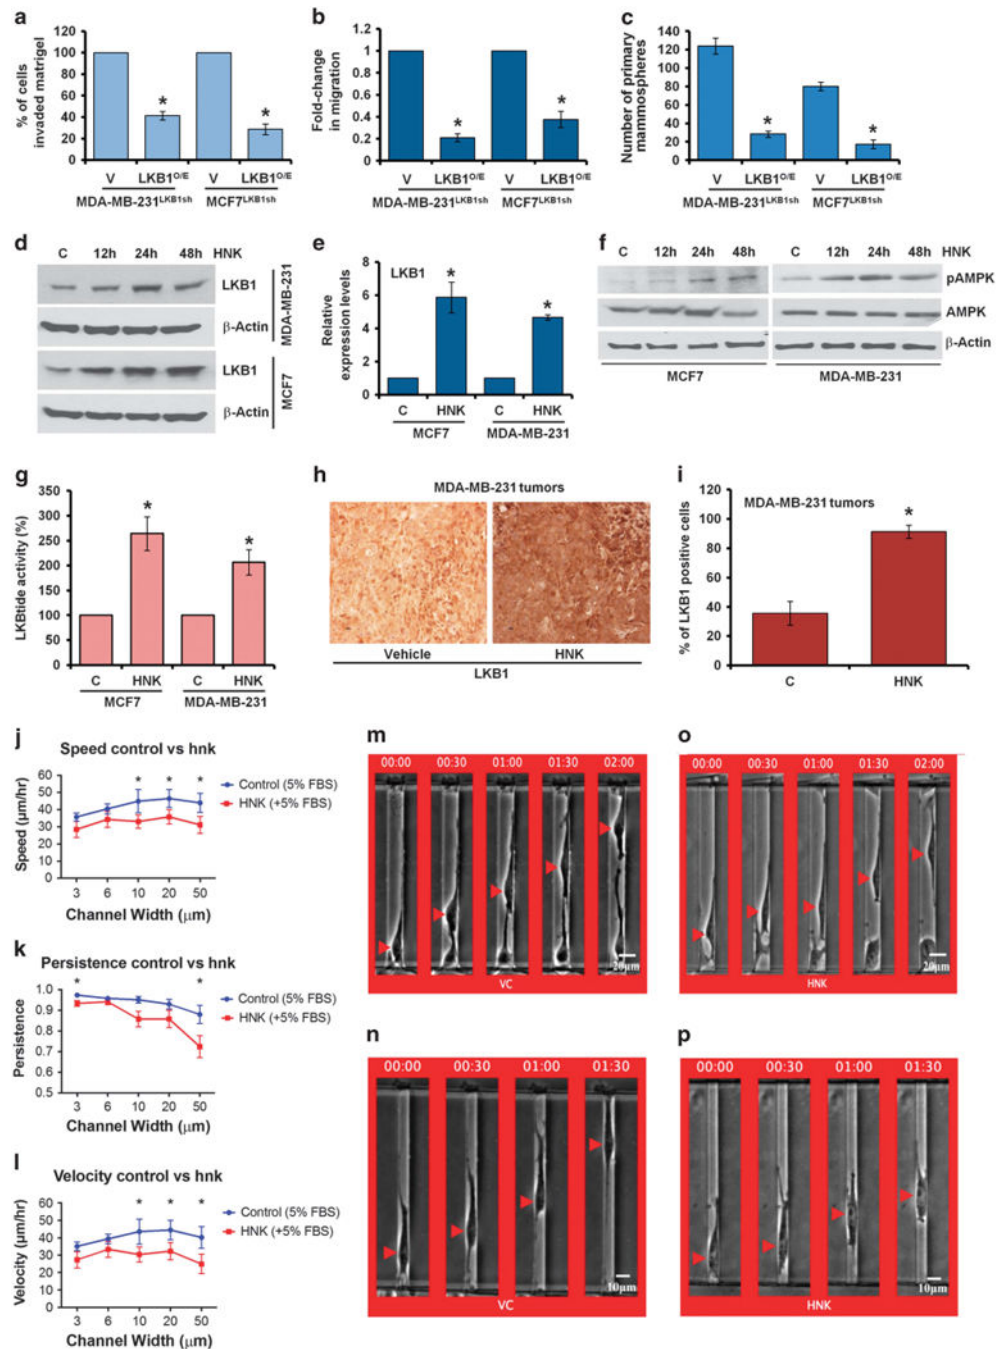 a
% of cells
invaded matrigel
120
100
80
60
40
20
0
*
*
V LKB1O/E V LKB1O/E
MDA-MB-231LKB1sh MCF7LKB1sh
b
Fold-change
in migration
1.2
1
0.8
0.6
0.4
0.2
0
*
*
V LKB1O/E V LKB1O/E
MDA-MB-231LKB1sh MCF7LKB1sh
c
Number of primary
mammospheres
140
120
100
80
60
40
20
0
*
*
V LKB1O/E V LKB1O/E
MDA-MB-231LKB1sh MCF7LKB1sh
d
C 12h 24h 48h HNK
LKB1
β-Actin
MDA-MB-231
LKB1
β-Actin
MCF7
e
LKB1
Relative
expression levels
8
6
4
2
0
*
*
C HNK C HNK
MCF7 MDA-MB-231
f
C 12h 24h 48h C 12h 24h 48h HNK
pAMPK
AMPK
β-Actin
MCF7 MDA-MB-231
g
LKBtide activity (%)
350
300
250
200
150
100
50
0
*
*
C HNK C HNK
MCF7 MDA-MB-231
h
MDA-MB-231 tumors
Vehicle HNK
LKB1
i
MDA-MB-231 tumors
% of LKB1 positive cells
120
100
80
60
40
20
0
*
C HNK
j
Speed control vs hnk
Speed (μm/hr)
60
50
40
30
20
10
0
* * *
Control (5% FBS)
HNK (+5% FBS)
3 6 10 20 50
Channel Width (μm)
k
Persistence control vs hnk
Persistence
1.0
0.9
0.8
0.7
0.6
0.5
* *
Control (5% FBS)
HNK (+5% FBS)
3 6 10 20 50
Channel Width (μm)
l
Velocity control vs hnk
Velocity (μm/hr)
60
50
40
30
20
10
0
* * *
Control (5% FBS)
HNK (+5% FBS)
3 6 10 20 50
Channel Width (μm)
m
00:00 00:30 01:00 01:30 02:00
20μm
VC
o
00:00 00:30 01:00 01:30 02:00
20μm
HNK
n
00:00 00:30 01:00 01:30
10μm
VC
p
00:00 00:30 01:00 01:30
10μm
HNK